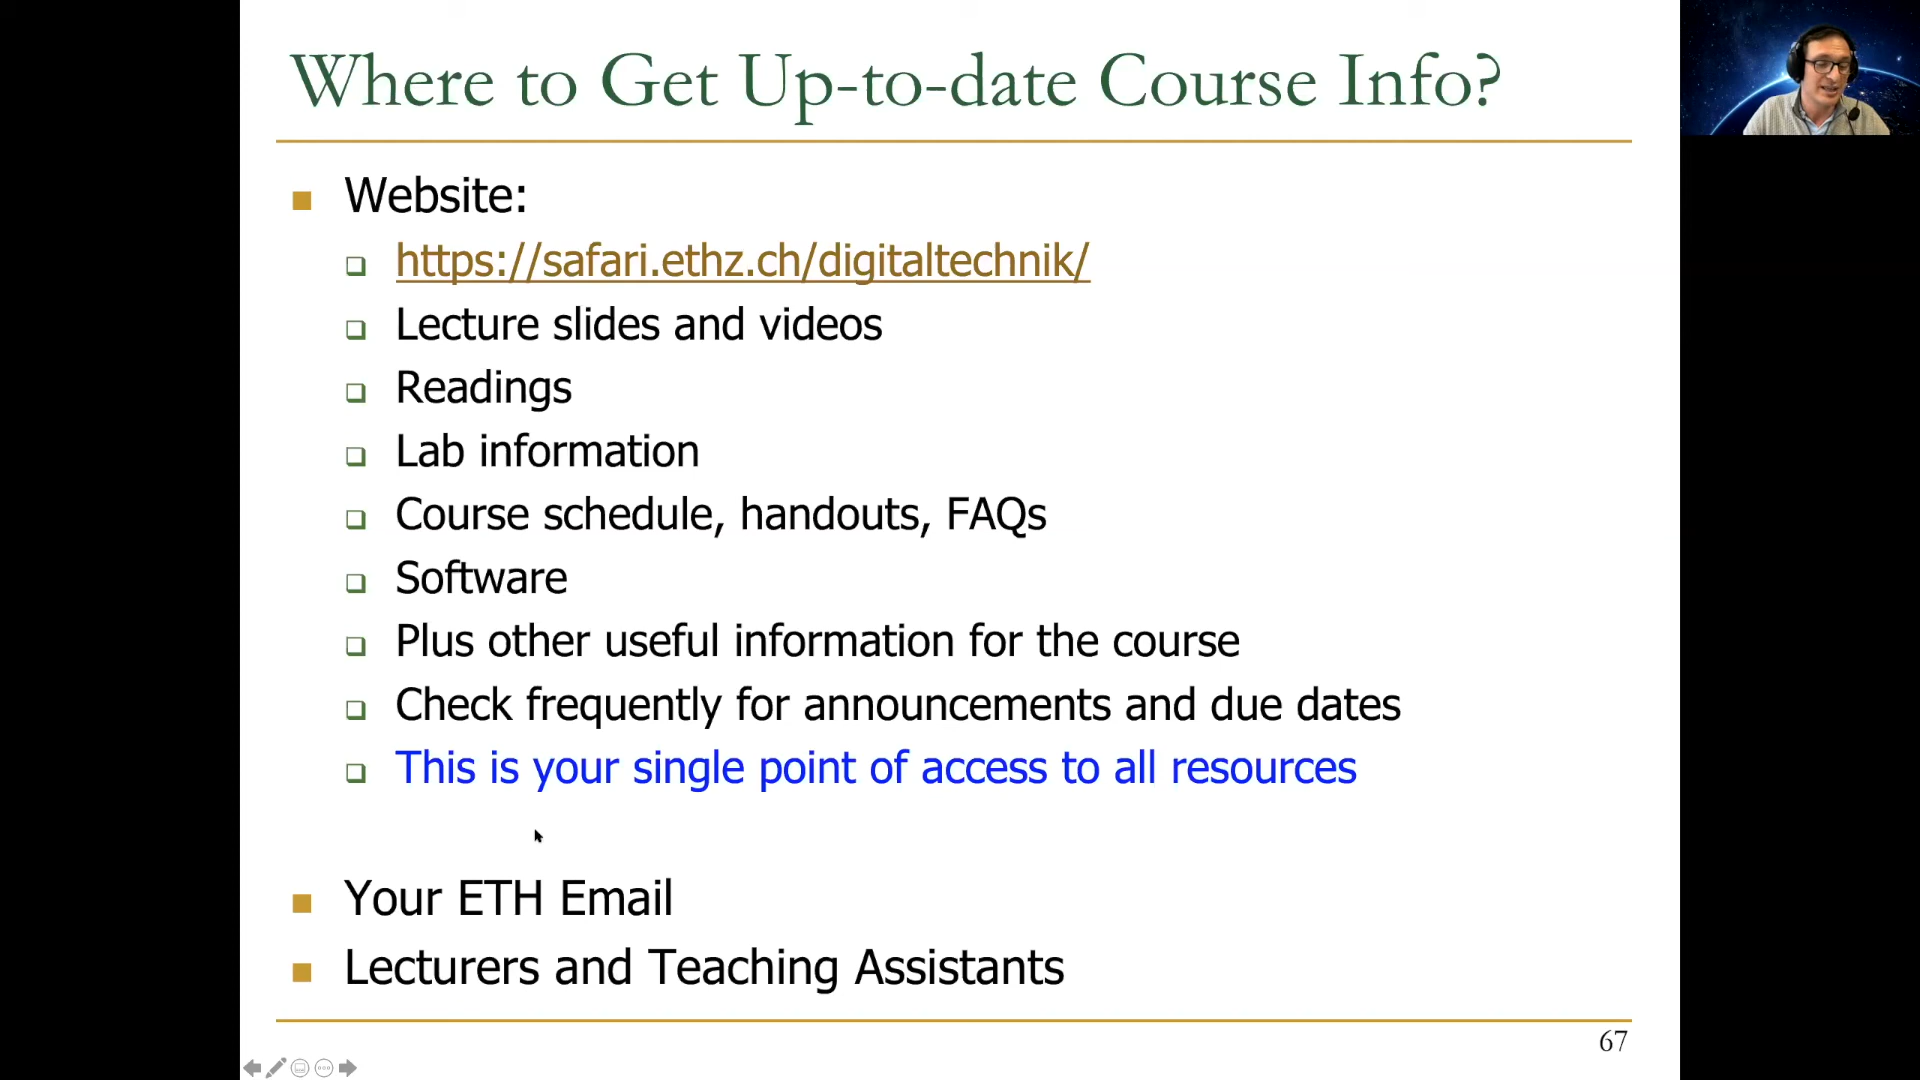 Where to Get Up-to-date Course Info?
Website:
https://safari.ethz.ch/digitaltechnik/
Lecture slides and videos
Readings
Lab information
Course schedule, handouts, FAQs
Software
Plus other useful information for the course
Check frequently for announcements and due dates
This is your single point of access to all resources
Your ETH Email
Lecturers and Teaching Assistants
67